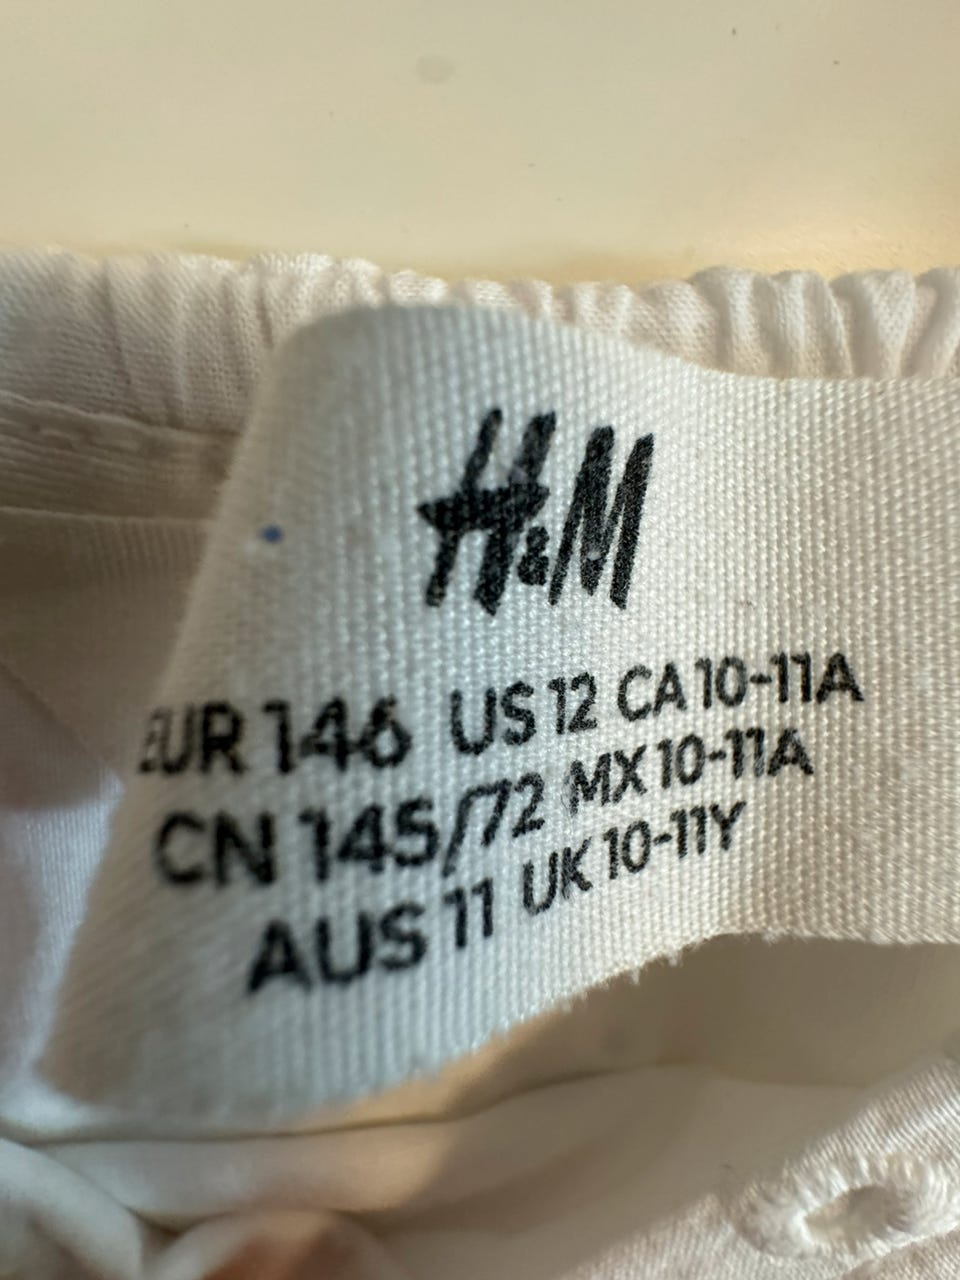 H&M
EUR 146 US 12 CA 10-11A
CN 145/72 MX 10-11A
AUS 11 UK 10-11Y